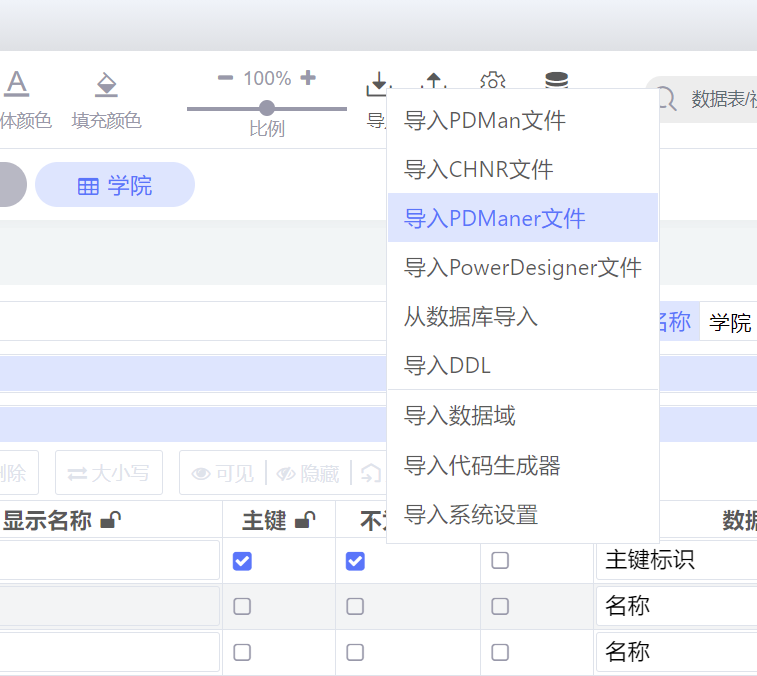 100%
体颜色
填充颜色
比例
数据表/
导入PDMan文件
导入CHNR文件
学院
导入PDManer文件
导入PowerDesigner文件
从数据库导入
名称
学院
导入DDL
导入数据域
大小写
可见
隐藏
导入代码生成器
导入系统设置
显示名称
主键
主键标识
名称
名称